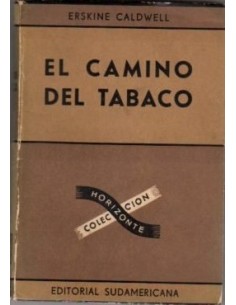 ERSKINE CALDWELL
EL CAMINO
DEL TABACO
COLECCION
HORIZONTE
EDITORIAL SUDAMERICANA